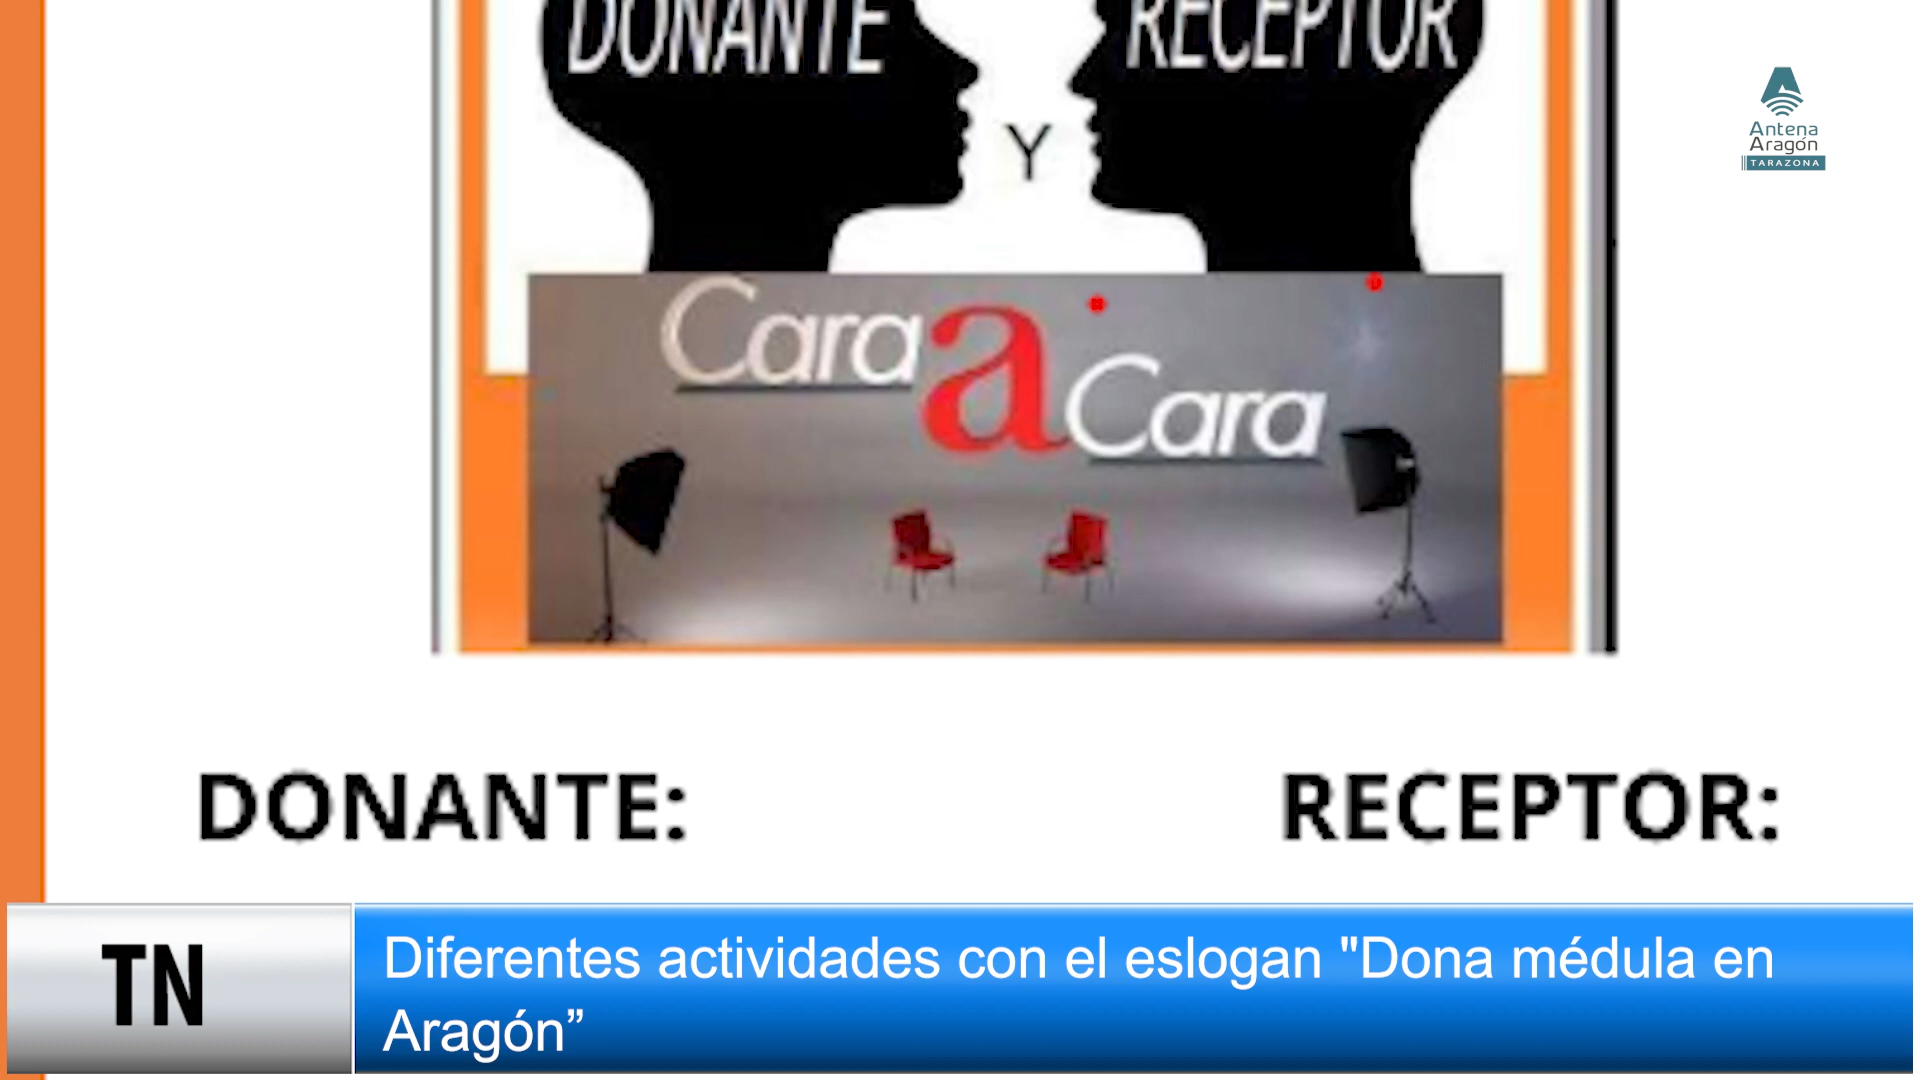 DONANTE
RECEPTOR
Y
Antena
Aragón
TARAZONA
Cara a Cara
DONANTE:
RECEPTOR:
TN
Diferentes actividades con el eslogan "Dona médula en
Aragón”